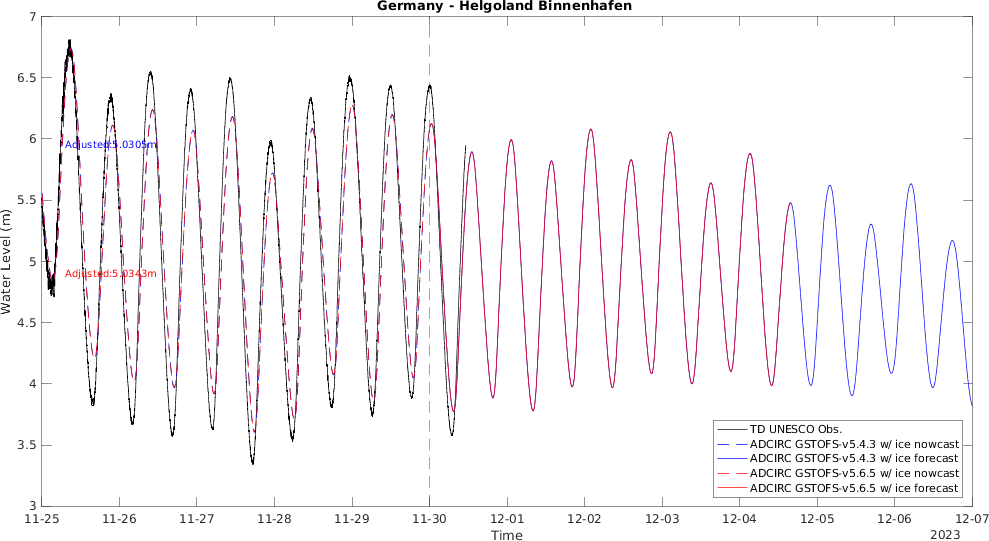 Germany - Helgoland Binnenhafen
7
6.5
6
5.5
5
4.5
4
3.5
3
Water Level (m)
Adjusted:5.0305m
Adjusted:5.0343m
TD UNESCO Obs.
ADCIRC GSTOFS-v5.4.3 w/ ice nowcast
ADCIRC GSTOFS-v5.4.3 w/ ice forecast
ADCIRC GSTOFS-v5.6.5 w/ ice nowcast
ADCIRC GSTOFS-v5.6.5 w/ ice forecast
11-25 11-26 11-27 11-28 11-29 11-30 12-01 12-02 12-03 12-04 12-05 12-06 12-07
Time
2023